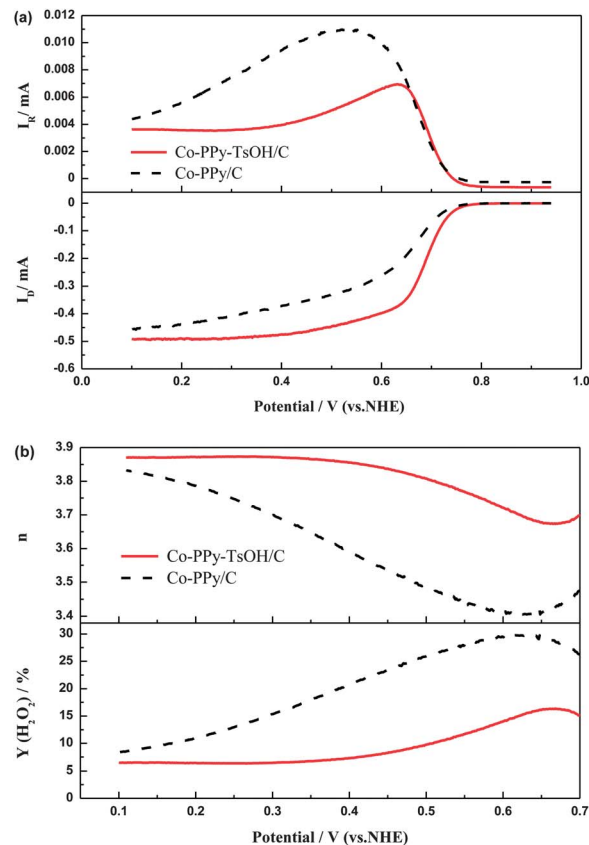 (a)
0.012
0.010
0.008
0.006
0.004
0.002
0
I_R/ mA
Co-PPy-TsOH/C
Co-PPy/C
0
-0.1
-0.2
-0.3
-0.4
-0.5
-0.6
I_D/ mA
0.0 0.2 0.4 0.6 0.8 1.0
Potential / V (vs.NHE)
(b)
3.9
3.8
3.7
3.6
3.5
3.4
n
Co-PPy-TsOH/C
Co-PPy/C
30
25
20
15
10
5
0
Y (H₂O₂) / %
0.1 0.2 0.3 0.4 0.5 0.6 0.7
Potential / V (vs.NHE)